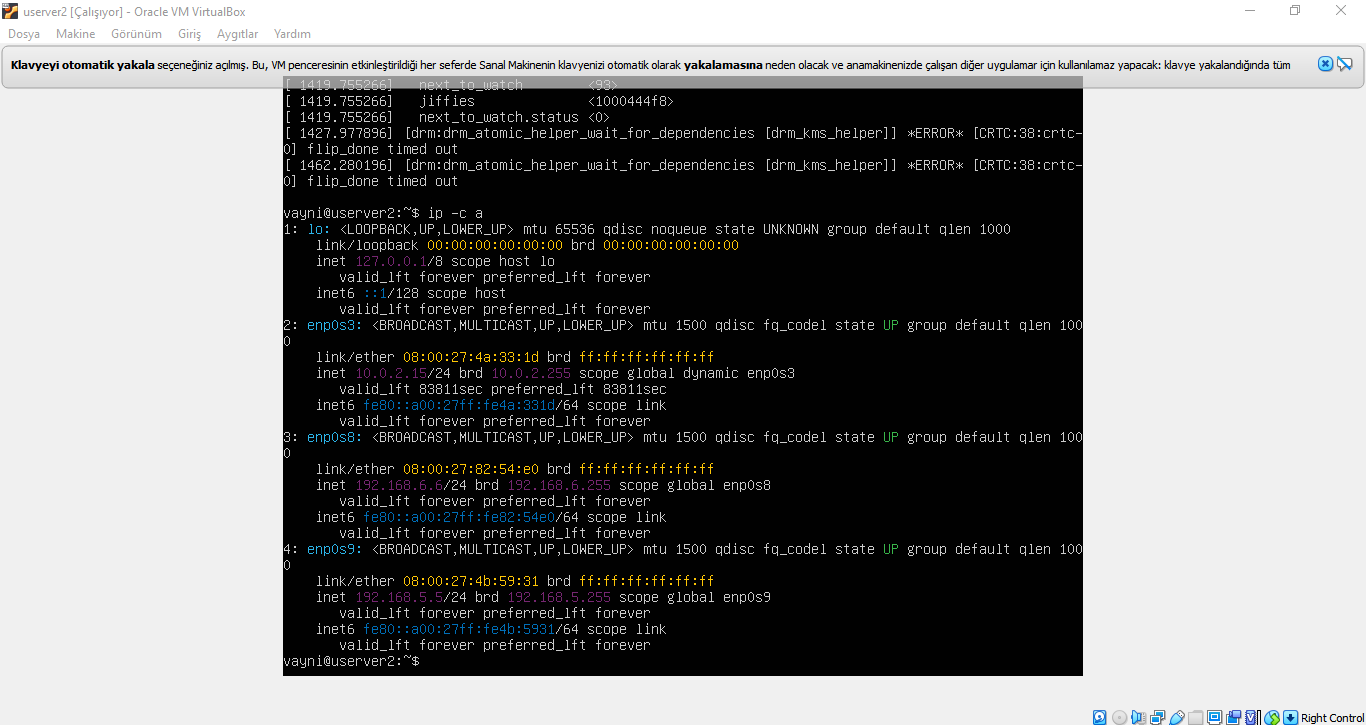 userver2 [Çalışıyor] - Oracle VM VirtualBox
Dosya Makine Görünüm Giriş Aygıtlar Yardım
Klavyeyi otomatik yakala seçeneğiniz açılmış. Bu, VM penceresinin etkinleştirildiği her seferde Sanal Makinenin klavyenizi otomatik olarak yakalamasına neden olacak ve anamakinenizde çalışan diğer uygulamar için kullanılamaz yapacak: klavye yakalandığında tüm
[ 1419.755266]   next_to_watch        <93>
[ 1419.755266]   jiffies              <1000444f8>
[ 1419.755266]   next_to_watch.status <0>
[ 1427.977896] [drm:drm_atomic_helper_wait_for_dependencies [drm_kms_helper]] *ERROR* [CRTC:38:crtc-
0] flip_done timed out
[ 1462.280196] [drm:drm_atomic_helper_wait_for_dependencies [drm_kms_helper]] *ERROR* [CRTC:38:crtc-
0] flip_done timed out
vayni@userver2:~$ ip -c a
1: lo: <LOOPBACK,UP,LOWER_UP> mtu 65536 qdisc noqueue state UNKNOWN group default qlen 1000
link/loopback 00:00:00:00:00:00 brd 00:00:00:00:00:00
inet 127.0.0.1/8 scope host lo
valid_lft forever preferred_lft forever
inet6 ::1/128 scope host
valid_lft forever preferred_lft forever
2: enp0s3: <BROADCAST,MULTICAST,UP,LOWER_UP> mtu 1500 qdisc fq_codel state UP group default qlen 100
0
link/ether 08:00:27:4a:33:1d brd ff:ff:ff:ff:ff:ff
inet 10.0.2.15/24 brd 10.0.2.255 scope global dynamic enp0s3
valid_lft 83811sec preferred_lft 83811sec
inet6 fe80::a00:27ff:fe4a:331d/64 scope link
valid_lft forever preferred_lft forever
3: enp0s8: <BROADCAST,MULTICAST,UP,LOWER_UP> mtu 1500 qdisc fq_codel state UP group default qlen 100
0
link/ether 08:00:27:82:54:e0 brd ff:ff:ff:ff:ff:ff
inet 192.168.6.6/24 brd 192.168.6.255 scope global enp0s8
valid_lft forever preferred_lft forever
inet6 fe80::a00:27ff:fe82:54e0/64 scope link
valid_lft forever preferred_lft forever
4: enp0s9: <BROADCAST,MULTICAST,UP,LOWER_UP> mtu 1500 qdisc fq_codel state UP group default qlen 100
0
link/ether 08:00:27:4b:59:31 brd ff:ff:ff:ff:ff:ff
inet 192.168.5.5/24 brd 192.168.5.255 scope global enp0s9
valid_lft forever preferred_lft forever
inet6 fe80::a00:27ff:fe4b:5931/64 scope link
valid_lft forever preferred_lft forever
vayni@userver2:~$
Right Control